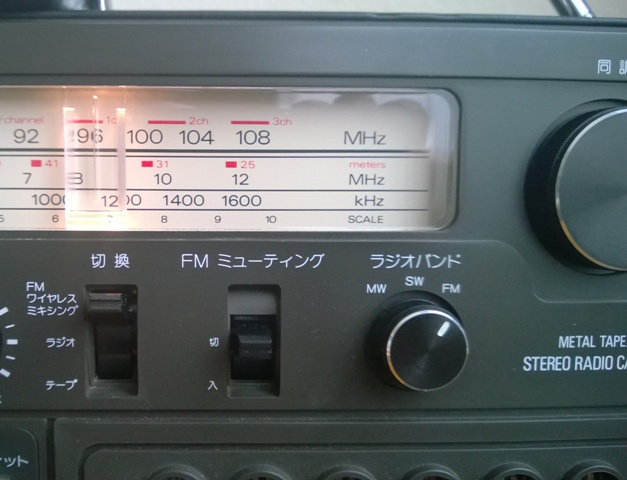 同調
/channel 1ch 2ch 3ch
92 96 100 104 108 MHz
41 31 25 meters
7 8 10 12 MHz
1000 1200 1400 1600 kHz
5 6 7 8 9 10 SCALE
切換
FM ミューティング
ラジオバンド
FM
ワイヤレス
ミキシング
MW SW FM
ラジオ
切
テープ
入
METAL TAPE
STEREO RADIO CA